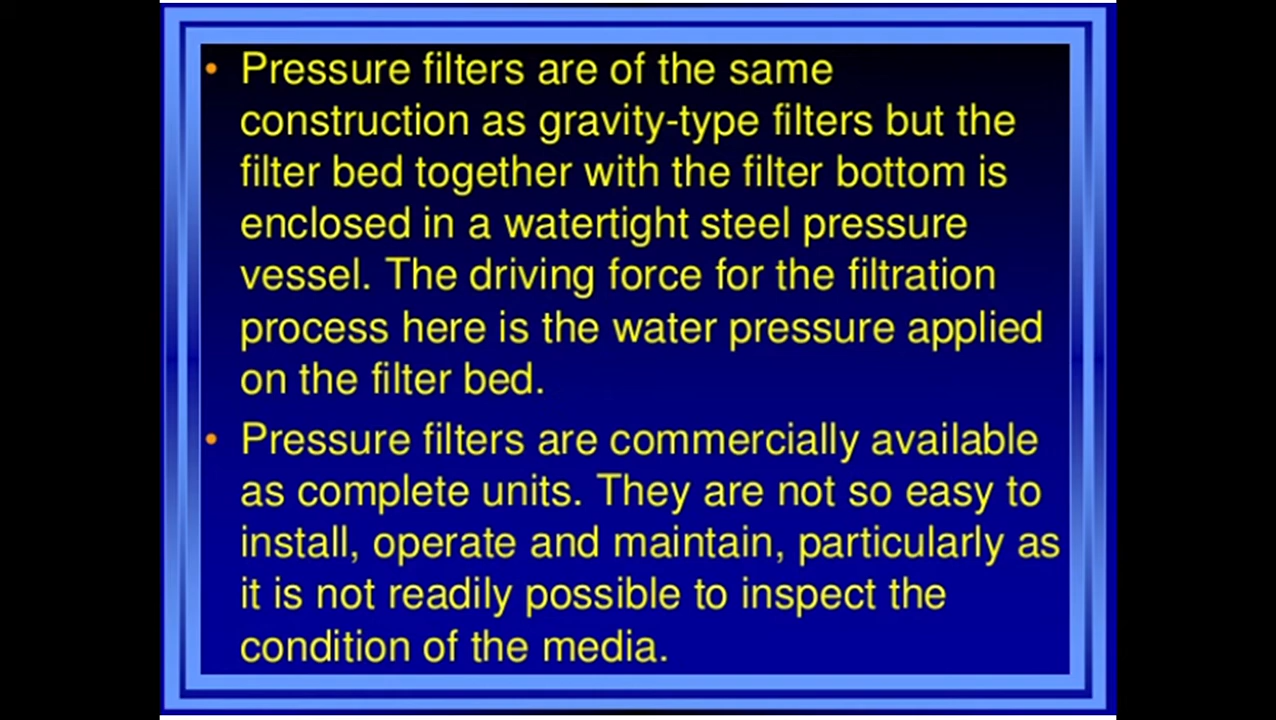 • Pressure filters are of the same
construction as gravity-type filters but the
filter bed together with the filter bottom is
enclosed in a watertight steel pressure
vessel. The driving force for the filtration
process here is the water pressure applied
on the filter bed.
• Pressure filters are commercially available
as complete units. They are not so easy to
install, operate and maintain, particularly as
it is not readily possible to inspect the
condition of the media.